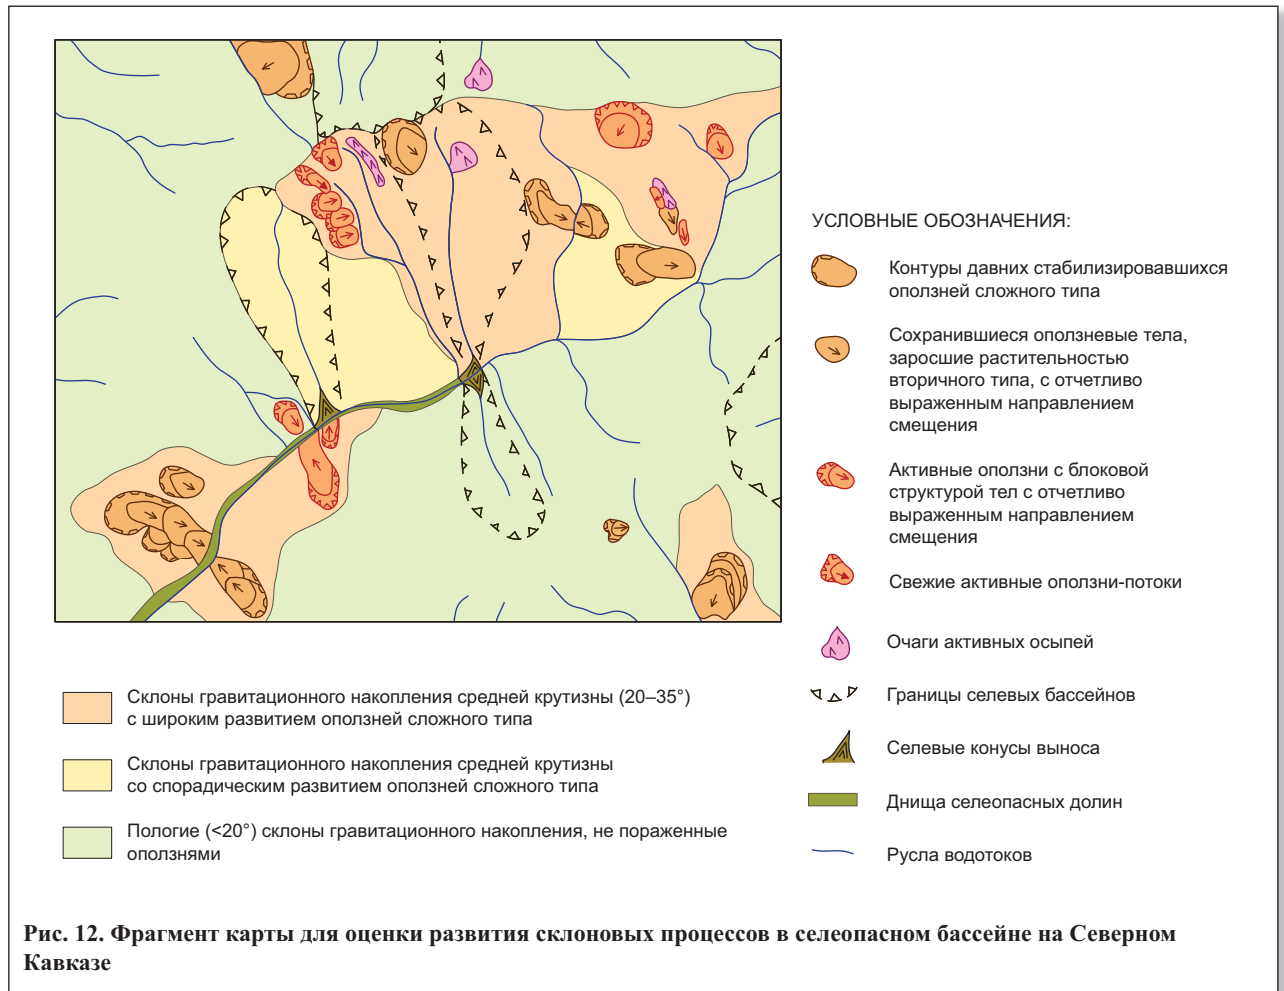 УСЛОВНЫЕ ОБОЗНАЧЕНИЯ:
Контуры давних стабилизировавшихся
оползней сложного типа
Сохранившиеся оползневые тела,
заросшие растительностью
вторичного типа, с отчетливо
выраженным направлением
смещения
Активные оползни с блоковой
структурой тел с отчетливо
выраженным направлением
смещения
Свежие активные оползни-потоки
Очаги активных осыпей
Границы селевых бассейнов
Селевые конусы выноса
Днища селеопасных долин
Русла водотоков
Склоны гравитационного накопления средней крутизны (20–35°)
с широким развитием оползней сложного типа
Склоны гравитационного накопления средней крутизны
со спорадическим развитием оползней сложного типа
Пологие (<20°) склоны гравитационного накопления, не пораженные
оползнями
Рис. 12. Фрагмент карты для оценки развития склоновых процессов в селеопасном бассейне на Северном
Кавказе